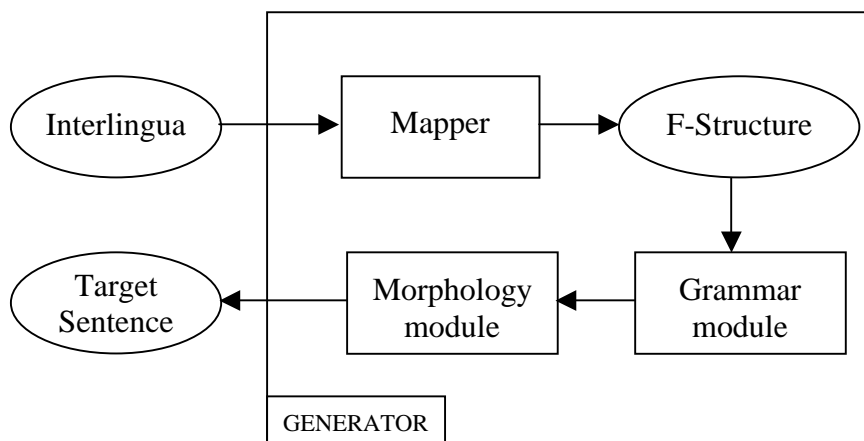 Interlingua
Mapper
F-Structure
Target
Sentence
Morphology
module
Grammar
module
GENERATOR